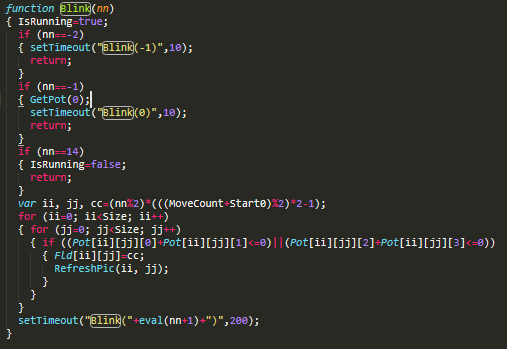 function Blink(nn)
{ IsRunning=true;
if (nn==-2)
{ setTimeout("Blink(-1)",10);
return;
}
if (nn==-1)
{ GetPot(0);
setTimeout("Blink(0)",10);
return;
}
if (nn==14)
{ IsRunning=false;
return;
}
var ii, jj, cc=(nn%2)*(((MoveCount+Start0)%2)*2-1);
for (ii=0; ii<Size; ii++)
{ for (jj=0; jj<Size; jj++)
{ if ((Pot[ii][jj][0]+Pot[ii][jj][1]<=0)||(Pot[ii][jj][2]+Pot[ii][jj][3]<=0))
{ Fld[ii][jj]=cc;
RefreshPic(ii, jj);
}
}
}
setTimeout("Blink("+eval(nn+1)+")",200);
}